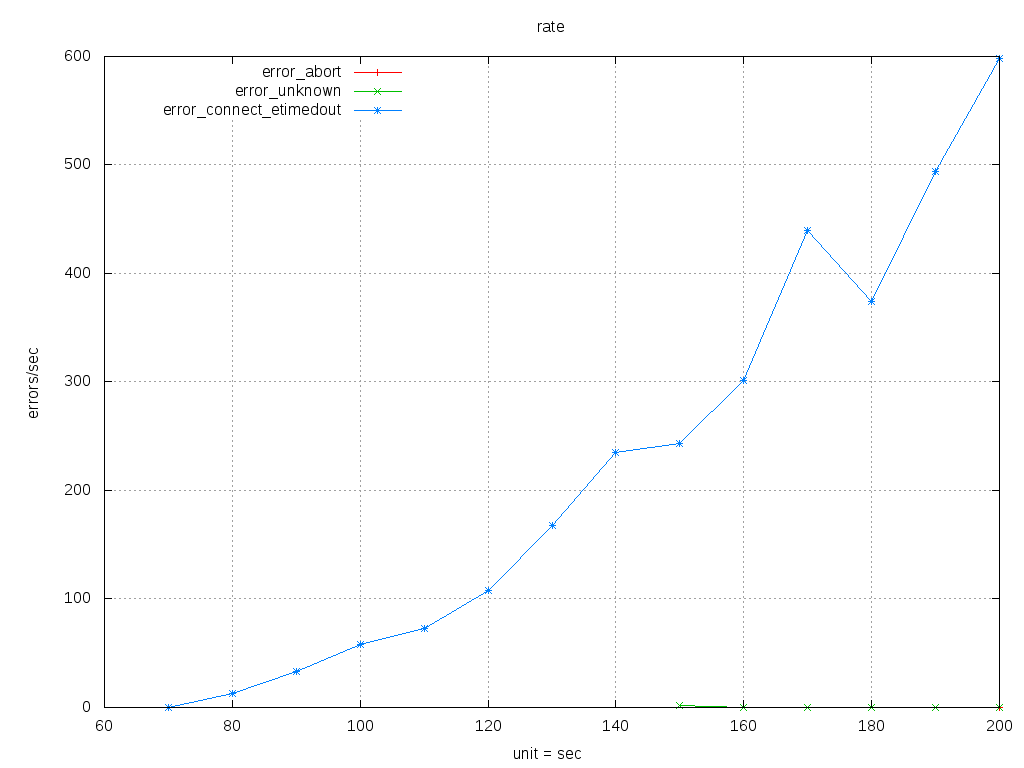 rate
600
500
400
300
200
100
0
errors/sec
error_abort
error_unknown
error_connect_etimedout
60 80 100 120 140 160 180 200
unit = sec